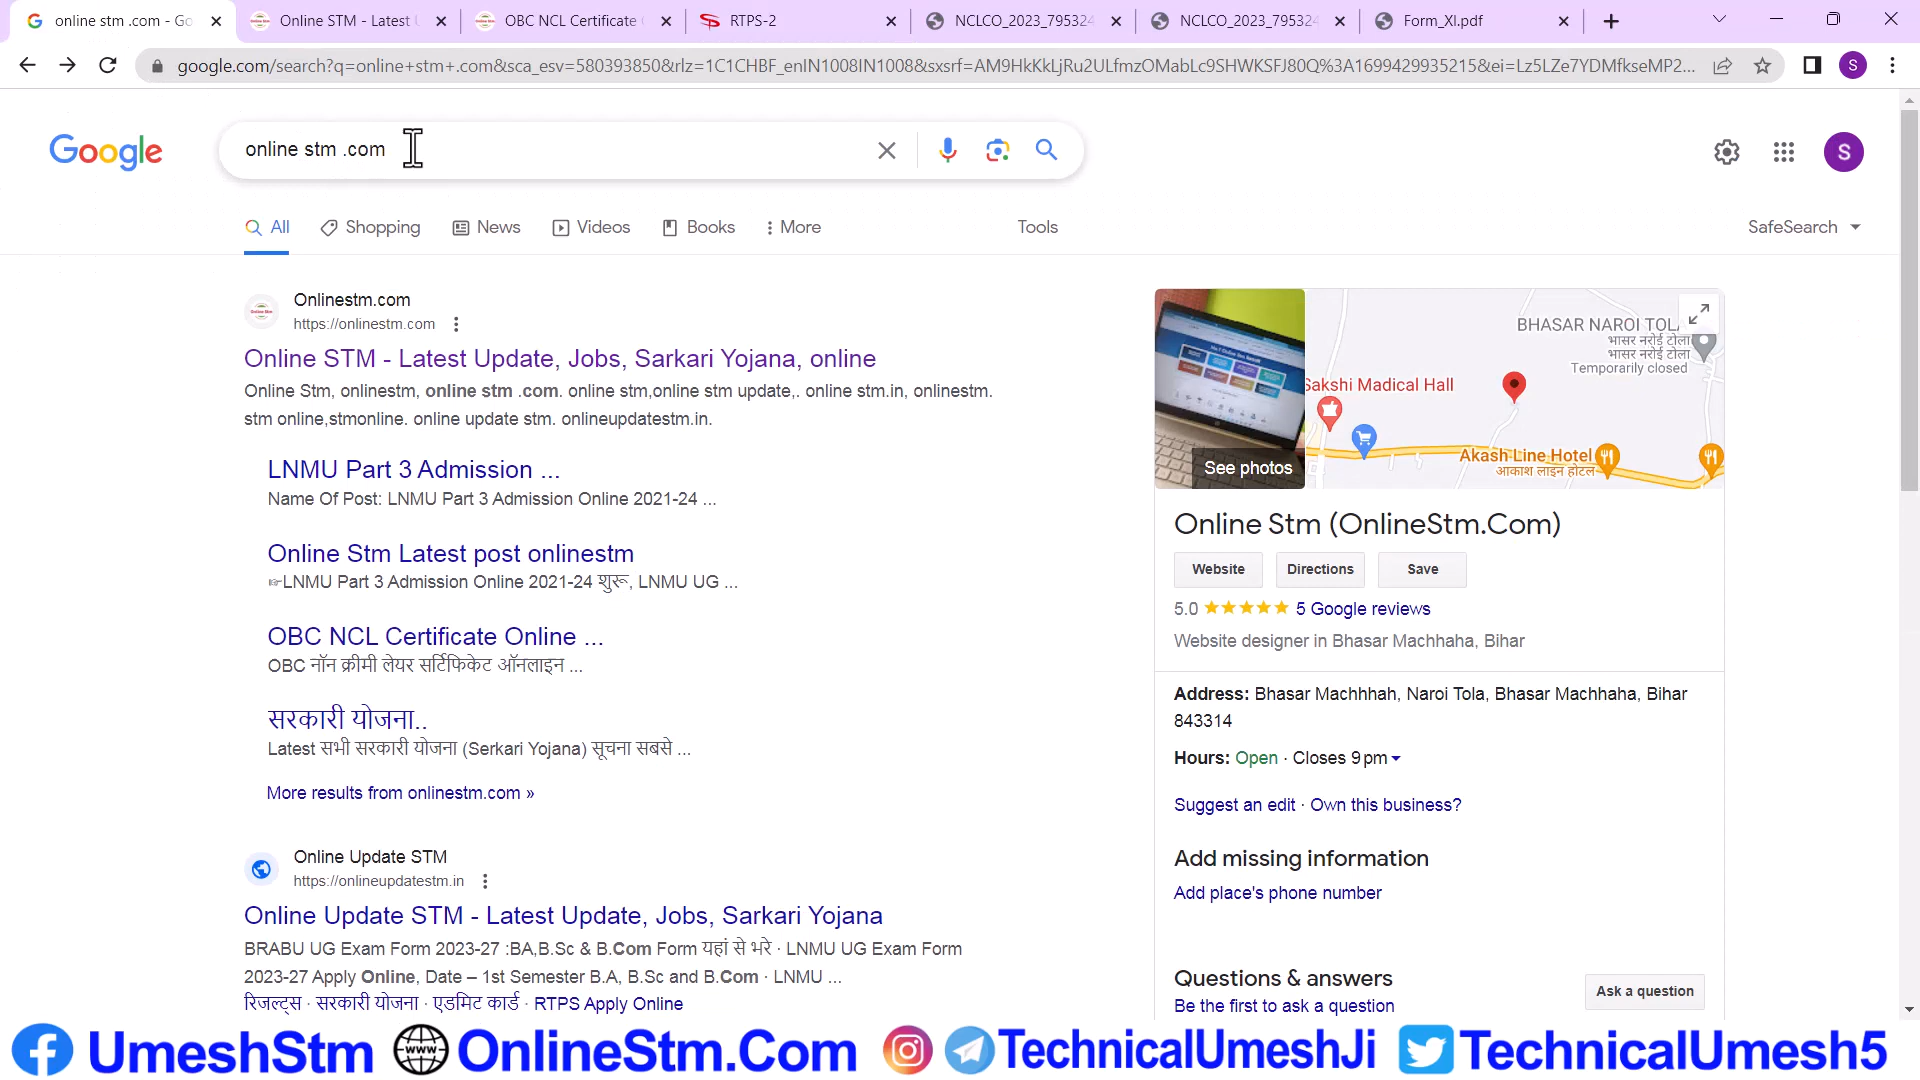 online stm .com - Go
Online STM - Latest U
OBC NCL Certificate
RTPS-2
NCLCO_2023_795324
NCLCO_2023_795324
Form_XI.pdf
google.com/search?q=online+stm+.com&sca_esv=580393850&rlz=1C1CHBF_enIN1008IN1008&sxsrf=AM9HkKkLjRu2ULfmzOMabLc9SHWKSFJ80Q%3A1699429935215&ei=Lz5LZe7YDMfkseMP2...
S
Google
online stm .com
S
All
Shopping
News
Videos
Books
More
Tools
SafeSearch
Onlinestm.com
https://onlinestm.com
Online STM - Latest Update, Jobs, Sarkari Yojana, online
Online Stm, onlinestm, online stm .com. online stm,online stm update,. online stm.in, onlinestm.
stm online,stmonline. online update stm. onlineupdatestm.in.
LNMU Part 3 Admission ...
Name Of Post: LNMU Part 3 Admission Online 2021-24 ...
Online Stm Latest post onlinestm
☞LNMU Part 3 Admission Online 2021-24 शुरू, LNMU UG ...
OBC NCL Certificate Online ...
OBC नॉन क्रीमी लेयर सर्टिफिकेट ऑनलाइन ...
सरकारी योजना..
Latest सभी सरकारी योजना (Serkari Yojana) सूचना सबसे ...
More results from onlinestm.com »
Online Update STM
https://onlineupdatestm.in
Online Update STM - Latest Update, Jobs, Sarkari Yojana
BRABU UG Exam Form 2023-27 :BA,B.Sc & B.Com Form यहां से भरे · LNMU UG Exam Form
2023-27 Apply Online, Date – 1st Semester B.A, B.Sc and B.Com · LNMU ...
रिजल्ट्स · सरकारी योजना · एडमिट कार्ड · RTPS Apply Online
BHASAR NAROI TOLA
भासर नरोई टोला
भासर नरोई टोला
Temporarily closed
Sakshi Madical Hall
Akash Line Hotel
आकाश लाइन होटल
See photos
Online Stm (OnlineStm.Com)
Website
Directions
Save
5.0 ★★★★★ 5 Google reviews
Website designer in Bhasar Machhaha, Bihar
Address: Bhasar Machhhah, Naroi Tola, Bhasar Machhaha, Bihar
843314
Hours: Open · Closes 9 pm
Suggest an edit · Own this business?
Add missing information
Add place's phone number
Questions & answers
Be the first to ask a question
Ask a question
UmeshStm
www
OnlineStm.Com
TechnicalUmeshJi
TechnicalUmesh5